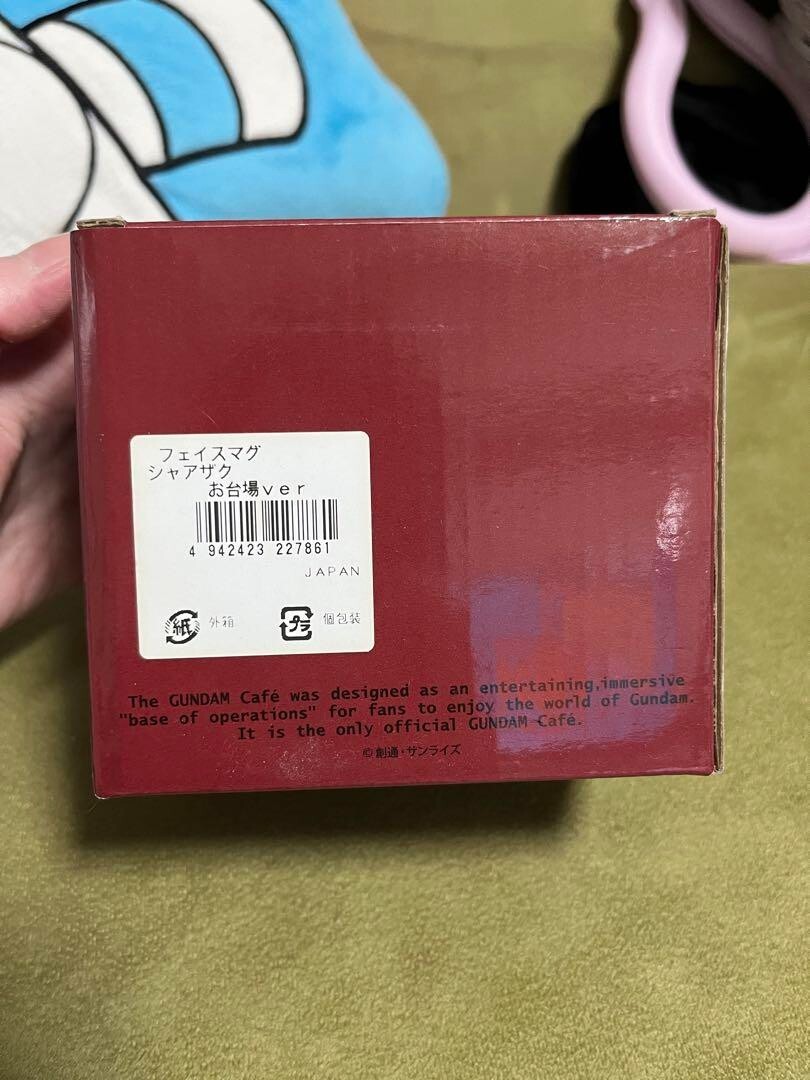 フェイスマグ
シャアザク
お台場ver
4 942423 227861
JAPAN
紙 外箱
プラ 個包装
The GUNDAM Café was designed as an entertaining,immersive
"base of operations" for fans to enjoy the world of Gundam.
It is the only official GUNDAM Café.
©創通・サンライズ